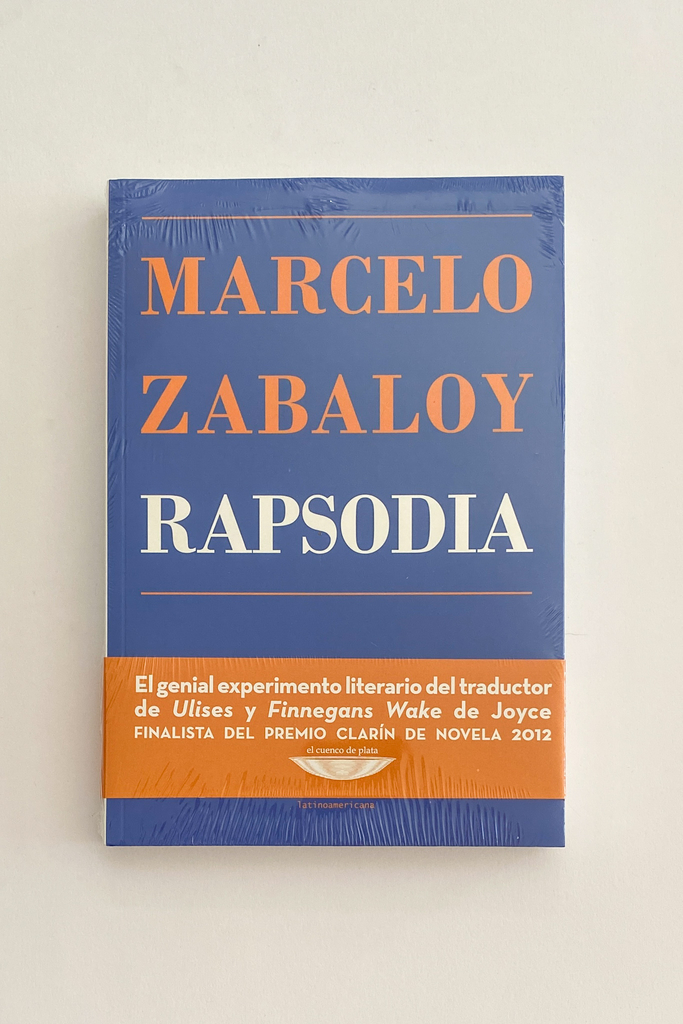 MARCELO
ZABALOY
RAPSODIA
El genial experimento literario del traductor
de Ulises y Finnegans Wake de Joyce
FINALISTA DEL PREMIO CLARÍN DE NOVELA 2012
el cuenco de plata
latinoamericana